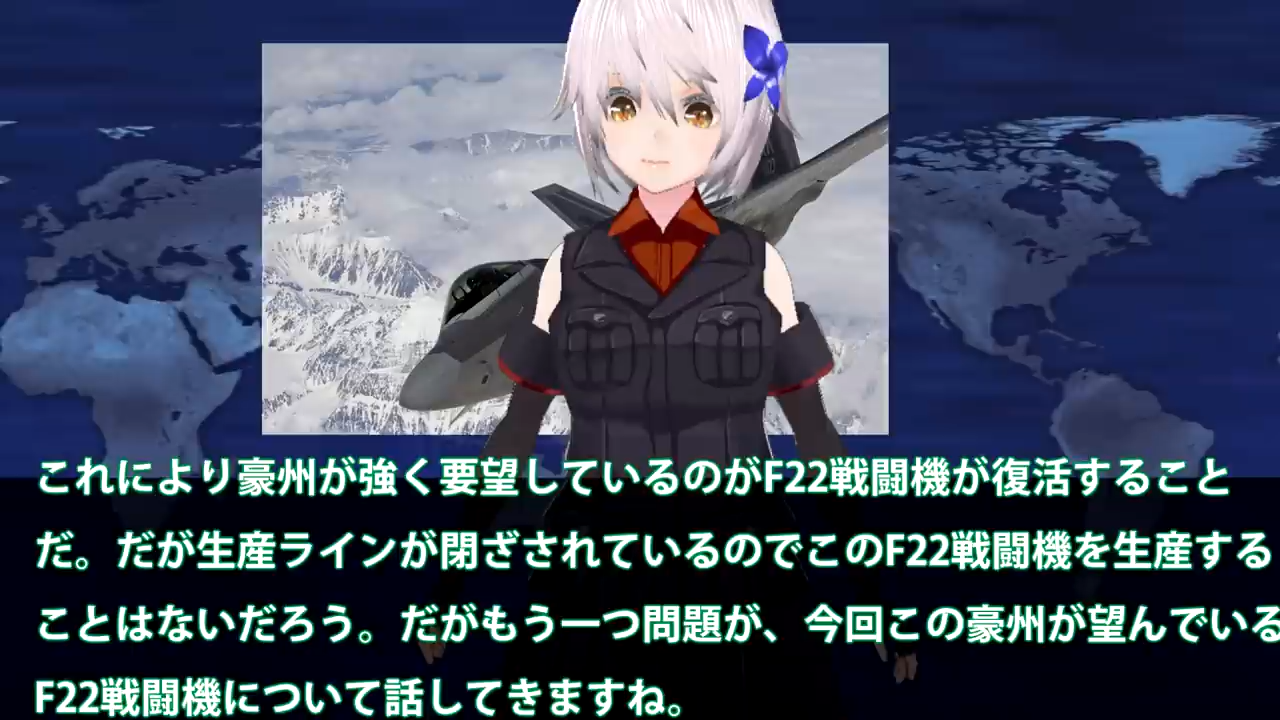 これにより豪州が強く要望しているのがF22戦闘機が復活すること
だ。だが生産ラインが閉ざされているのでこのF22戦闘機を生産する
ことはないだろう。だがもう一つ問題が、今回この豪州が望んでいる
F22戦闘機について話してきますね。